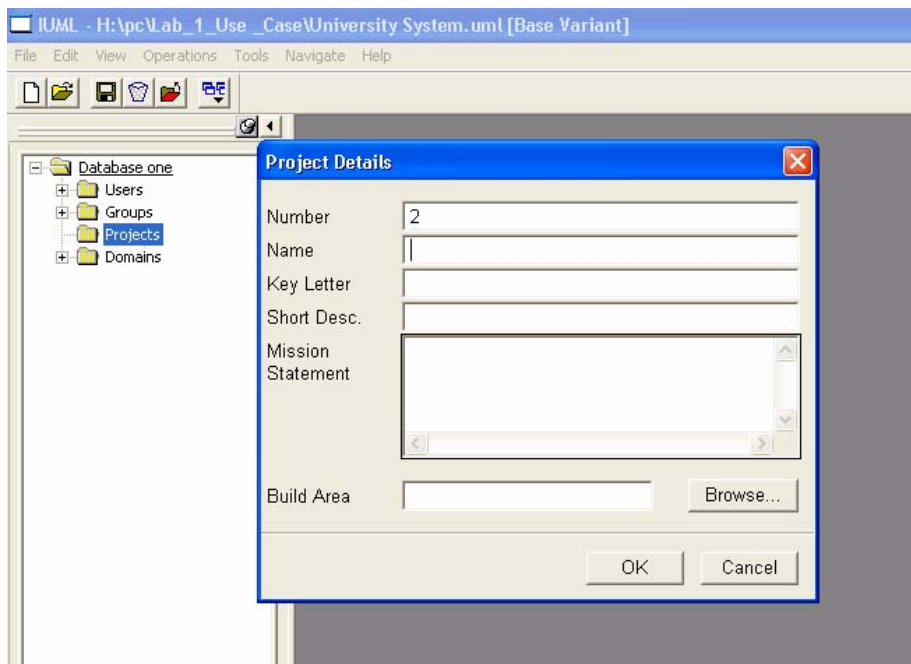 IUML - H:\pc\Lab_1_Use _Case\University System.uml [Base Variant]
File Edit View Operations Tools Navigate Help
Database one
Users
Groups
Projects
Domains
Project Details
Number 2
Name
Key Letter
Short Desc.
Mission
Statement
Build Area Browse...
OK Cancel